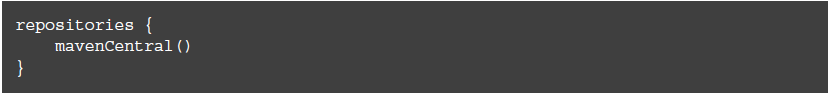 repositories {
    mavenCentral()
}